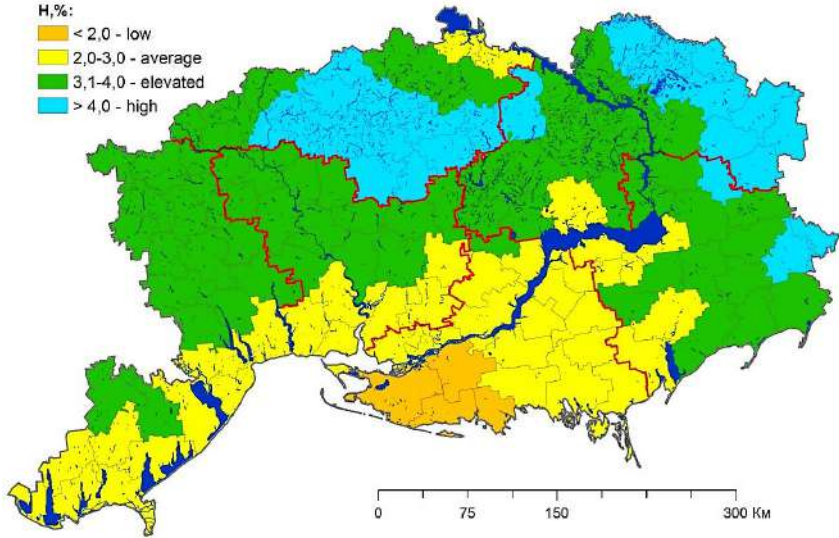 H,%:
< 2,0 - low
2,0-3,0 - average
3,1-4,0 - elevated
> 4,0 - high
0 75 150 300 Км